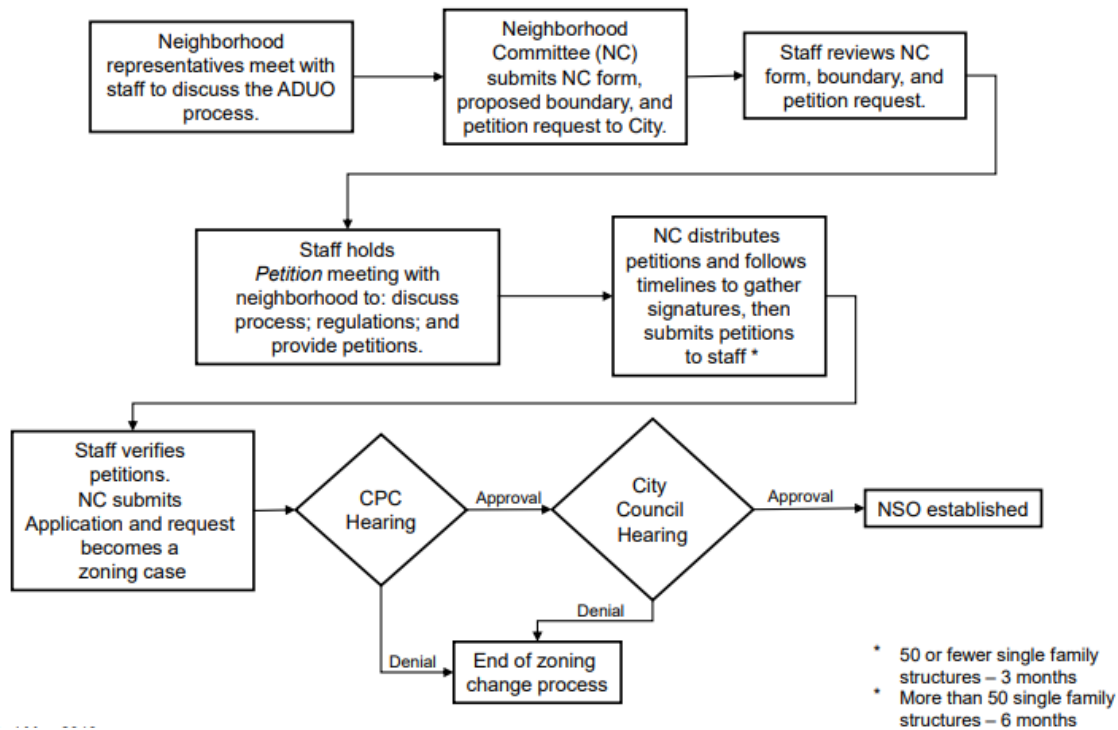 Neighborhood
representatives meet with
staff to discuss the ADUO
process.
Neighborhood
Committee (NC)
submits NC form,
proposed boundary, and
petition request to City.
Staff reviews NC
form, boundary, and
petition request.
Staff holds
Petition meeting with
neighborhood to: discuss
process; regulations; and
provide petitions.
NC distributes
petitions and follows
timelines to gather
signatures, then
submits petitions
to staff *
Staff verifies
petitions.
NC submits
Application and request
becomes a
zoning case
CPC
Hearing
Approval
City
Council
Hearing
Approval
NSO established
Denial
Denial
End of zoning
change process
* 50 or fewer single family
structures – 3 months
* More than 50 single family
structures – 6 months